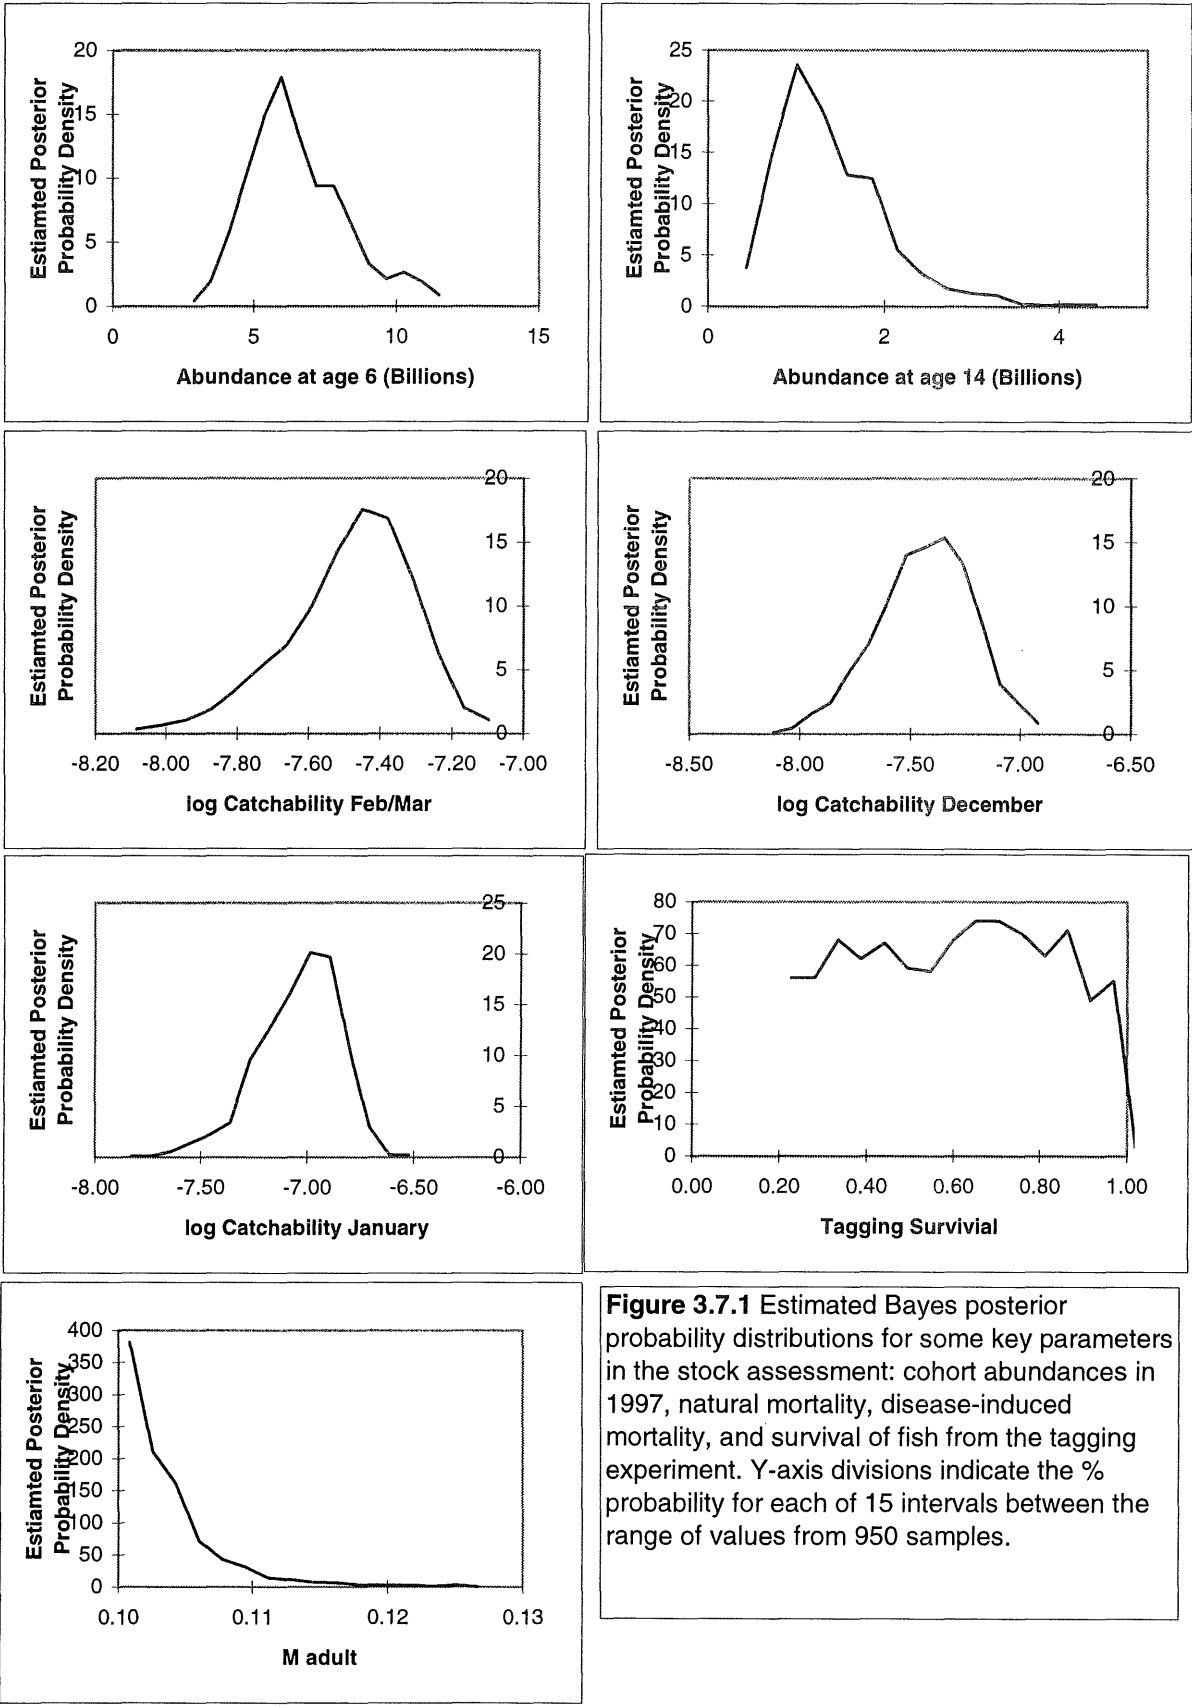 Estiamted Posterior
Probability Density
20
15
10
5
0
0 5 10 15
Abundance at age 6 (Billions)
Estiamted Posterior
Probability Density
25
20
15
10
5
0
0 2 4
Abundance at age 14 (Billions)
Estiamted Posterior
Probability Density
20
15
10
5
0
-8.20 -8.00 -7.80 -7.60 -7.40 -7.20 -7.00
log Catchability Feb/Mar
Estiamted Posterior
Probability Density
20
15
10
5
0
-8.50 -8.00 -7.50 -7.00 -6.50
log Catchability December
Estiamted Posterior
Probability Density
25
20
15
10
5
0
-8.00 -7.50 -7.00 -6.50 -6.00
log Catchability January
Estiamted Posterior
Probability Density
80
70
60
50
40
30
20
10
0
0.00 0.20 0.40 0.60 0.80 1.00
Tagging Survivial
Estiamted Posterior
Probability Density
400
350
300
250
200
150
100
50
0
0.10 0.11 0.12 0.13
M adult
Figure 3.7.1 Estimated Bayes posterior
probability distributions for some key parameters
in the stock assessment: cohort abundances in
1997, natural mortality, disease-induced
mortality, and survival of fish from the tagging
experiment. Y-axis divisions indicate the %
probability for each of 15 intervals between the
range of values from 950 samples.